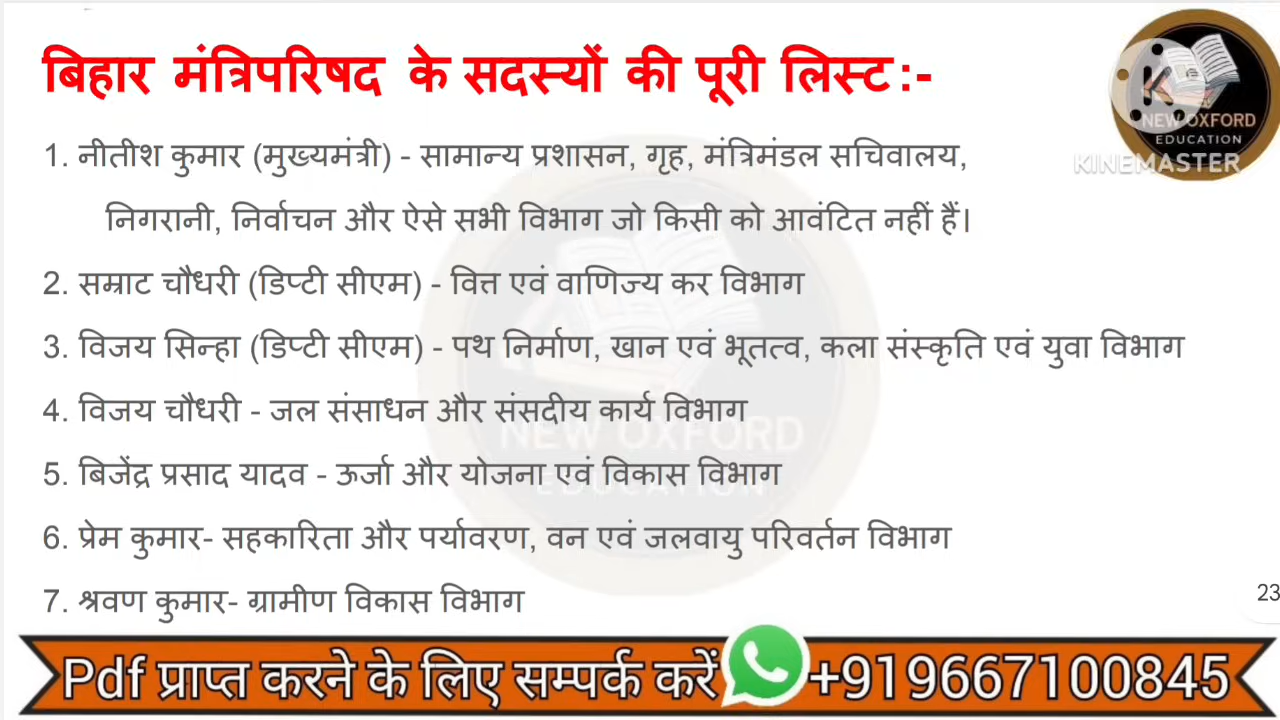 बिहार मंत्रिपरिषद के सदस्यों की पूरी लिस्ट:-
1. नीतीश कुमार (मुख्यमंत्री) - सामान्य प्रशासन, गृह, मंत्रिमंडल सचिवालय,
निगरानी, निर्वाचन और ऐसे सभी विभाग जो किसी को आवंटित नहीं हैं।
2. सम्राट चौधरी (डिप्टी सीएम) - वित्त एवं वाणिज्य कर विभाग
3. विजय सिन्हा (डिप्टी सीएम) - पथ निर्माण, खान एवं भूतत्व, कला संस्कृति एवं युवा विभाग
4. विजय चौधरी - जल संसाधन और संसदीय कार्य विभाग
5. बिजेंद्र प्रसाद यादव - ऊर्जा और योजना एवं विकास विभाग
6. प्रेम कुमार- सहकारिता और पर्यावरण, वन एवं जलवायु परिवर्तन विभाग
7. श्रवण कुमार- ग्रामीण विकास विभाग
K
NEW OXFORD
EDUCATION
KINEMASTER
NEW OXFORD
EDUCATION
23
Pdf प्राप्त करने के लिए सम्पर्क करें +919667100845